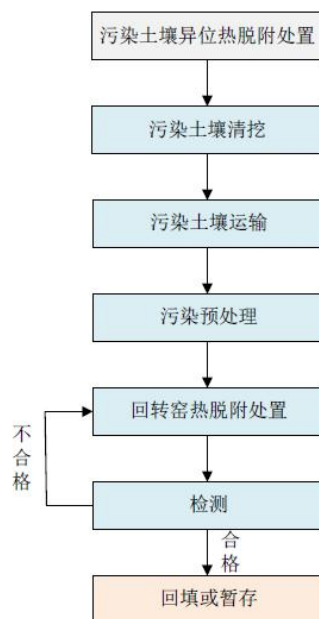 污染土壤异位热脱附处置
污染土壤清挖
污染土壤运输
污染预处理
回转窑热脱附处置
不合格
检测
合格
回填或暂存